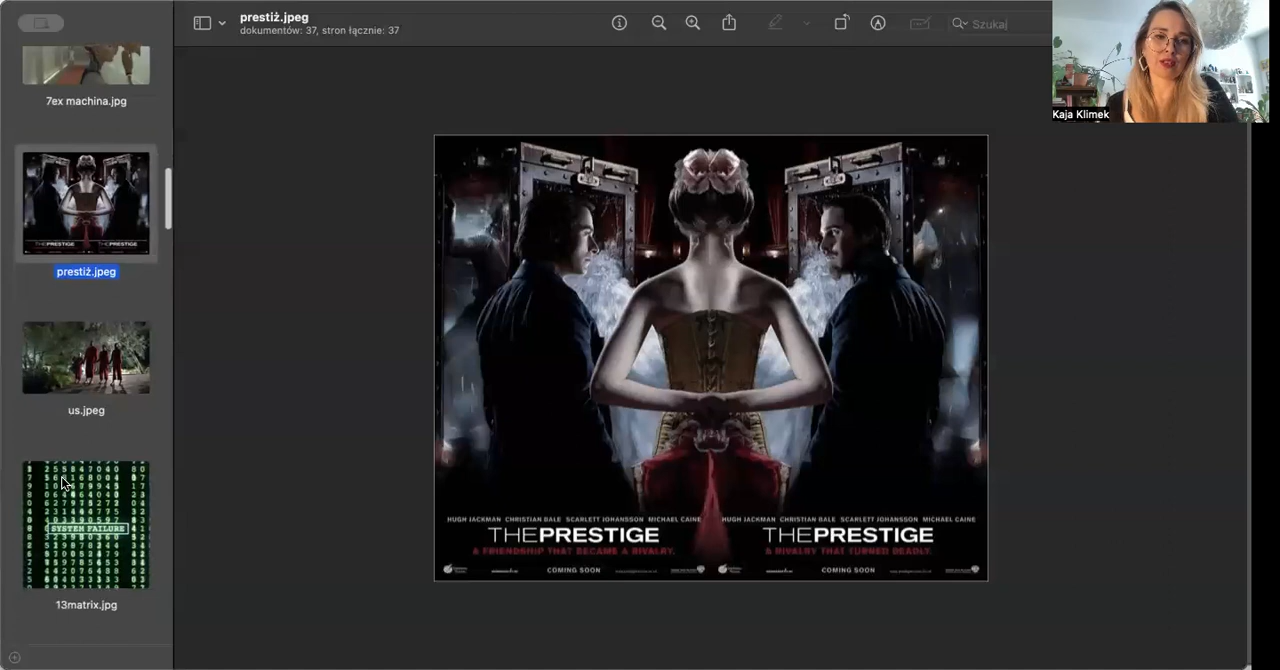 prestiż.jpeg
dokumentów: 37, stron łącznie: 37
Szukaj
Kaja Klimek
7ex machina.jpg
prestiż.jpeg
us.jpeg
SYSTEM FAILURE
13matrix.jpg
HUGH JACKMAN CHRISTIAN BALE SCARLETT JOHANSSON MICHAEL CAINE
THE PRESTIGE
A FRIENDSHIP THAT BECAME A RIVALRY.
COMING SOON
HUGH JACKMAN CHRISTIAN BALE SCARLETT JOHANSSON MICHAEL CAINE
THE PRESTIGE
A RIVALRY THAT TURNED DEADLY.
COMING SOON